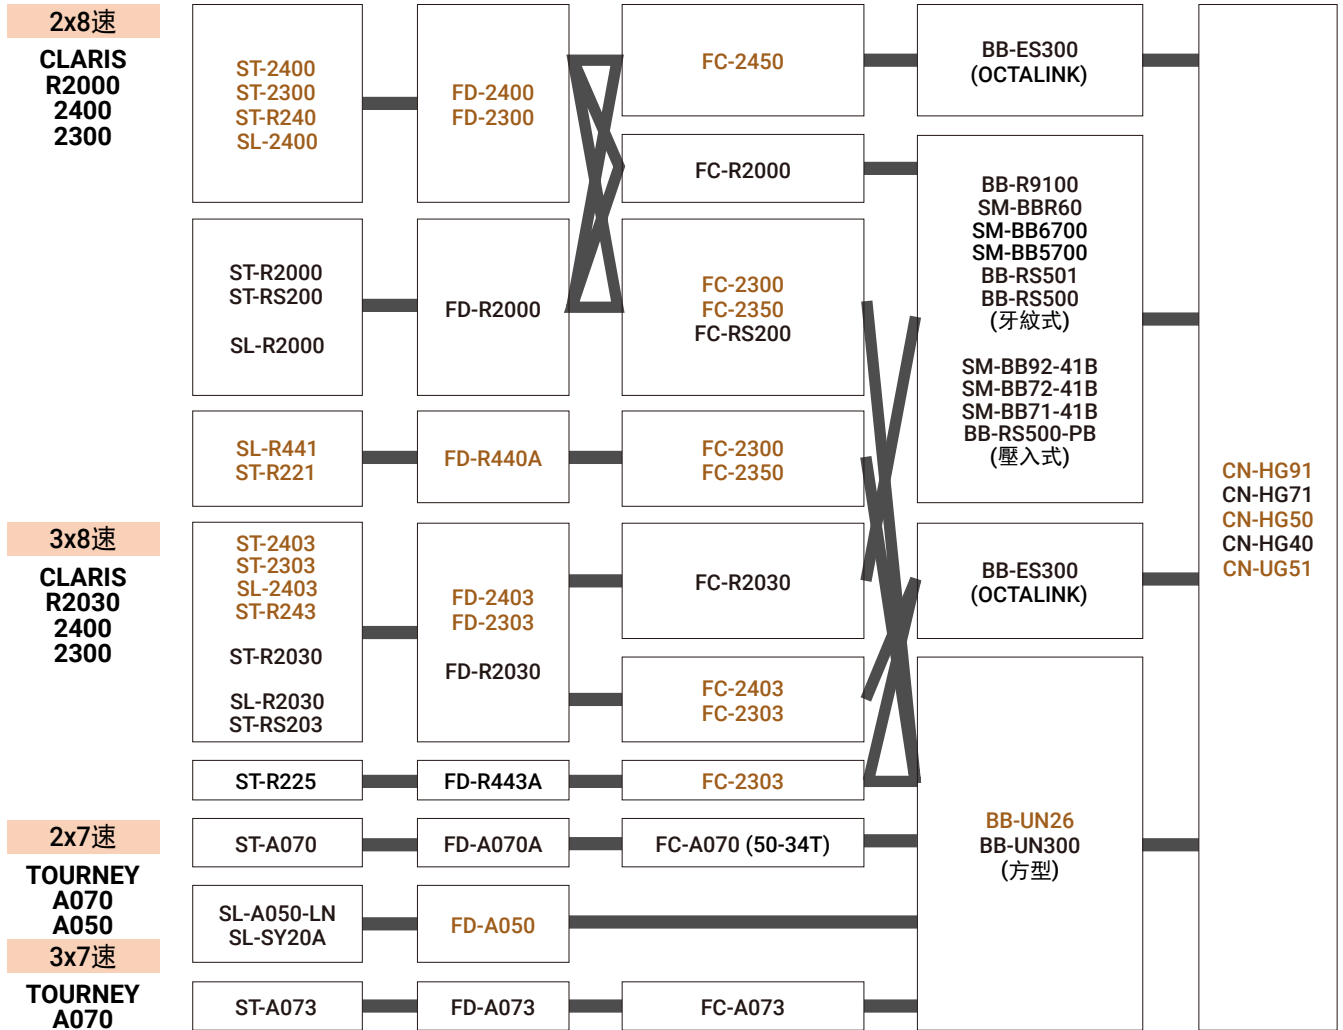 2x8速
CLARIS
R2000
2400
2300
ST-2400
ST-2300
ST-R240
SL-2400
FD-2400
FD-2300
FC-2450
BB-ES300
(OCTALINK)
FC-R2000
BB-R9100
SM-BBR60
SM-BB6700
SM-BB5700
BB-RS501
BB-RS500
(牙紋式)
SM-BB92-41B
SM-BB72-41B
SM-BB71-41B
BB-RS500-PB
(壓入式)
ST-R2000
ST-RS200
SL-R2000
FD-R2000
FC-2300
FC-2350
FC-RS200
SL-R441
ST-R221
FD-R440A
FC-2300
FC-2350
CN-HG91
CN-HG71
CN-HG50
CN-HG40
CN-UG51
3x8速
CLARIS
R2030
2400
2300
ST-2403
ST-2303
SL-2403
ST-R243
ST-R2030
SL-R2030
ST-RS203
FD-2403
FD-2303
FD-R2030
FC-R2030
BB-ES300
(OCTALINK)
FC-2403
FC-2303
ST-R225
FD-R443A
FC-2303
2x7速
TOURNEY
A070
A050
ST-A070
FD-A070A
FC-A070 (50-34T)
BB-UN26
BB-UN300
(方型)
SL-A050-LN
SL-SY20A
FD-A050
3x7速
TOURNEY
A070
ST-A073
FD-A073
FC-A073